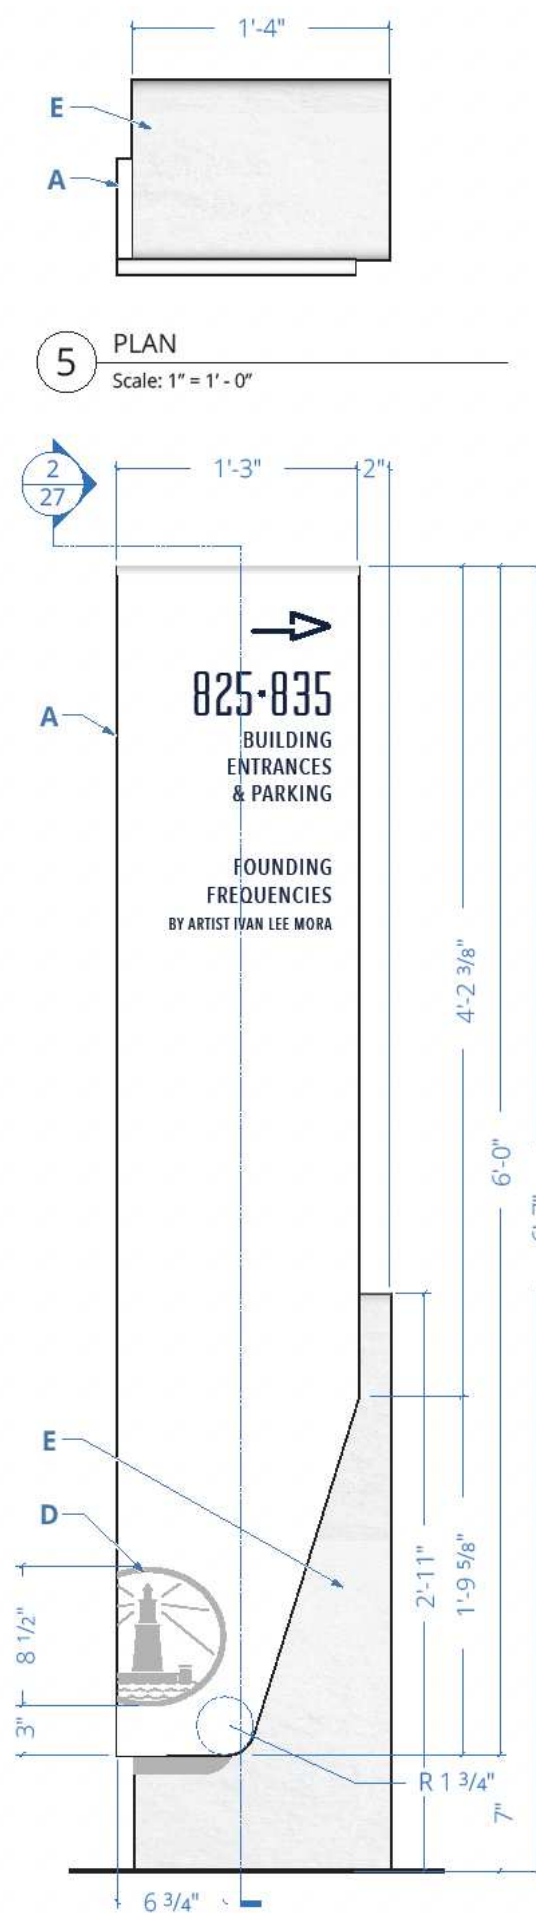 1'-4"
E
A
5
PLAN
Scale: 1" = 1' - 0"
2
27
1'-3"
2"
A
825•835
BUILDING
ENTRANCES
& PARKING
FOUNDING
FREQUENCIES
BY ARTIST IVAN LEE MORA
4'-2 3/8"
6'-0"
E
D
8 1/2"
3"
2'-11"
1'-9 5/8"
R 1 3/4"
7"
6 3/4"